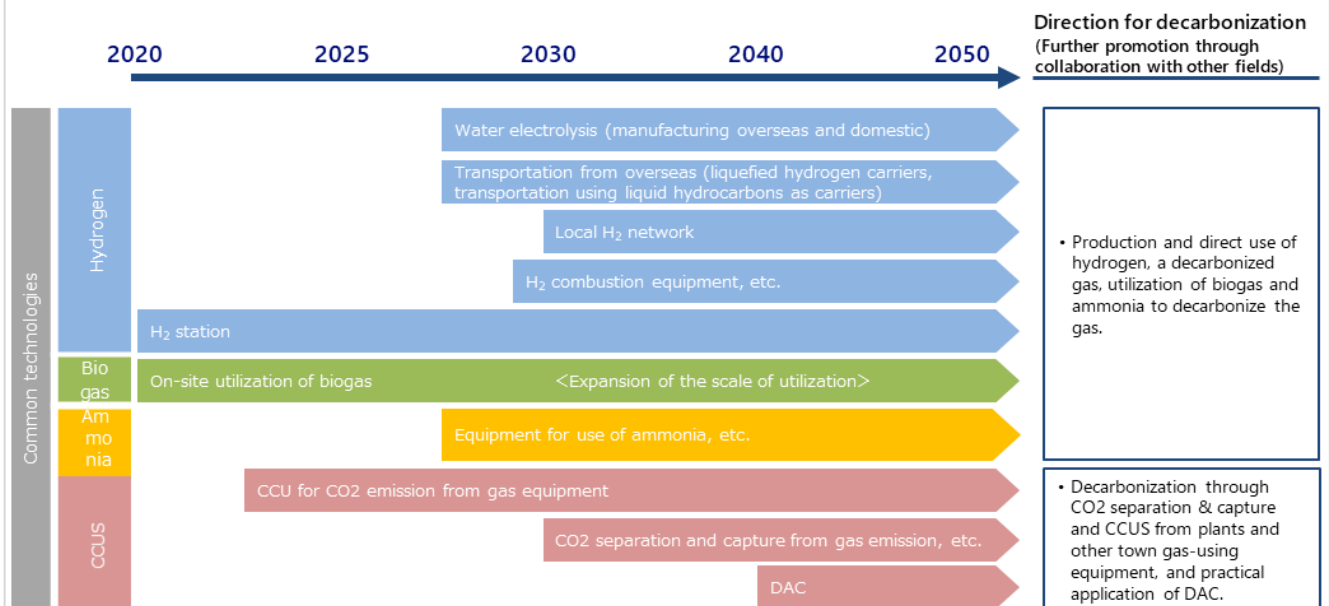 Direction for decarbonization
(Further promotion through
collaboration with other fields)
2020 2025 2030 2040 2050
Common technologies
Hydrogen
Water electrolysis (manufacturing overseas and domestic)
Transportation from overseas (liquefied hydrogen carriers,
transportation using liquid hydrocarbons as carriers)
Local H₂ network
H₂ combustion equipment, etc.
H₂ station
• Production and direct use of
hydrogen, a decarbonized
gas, utilization of biogas and
ammonia to decarbonize the
gas.
Bio
gas
On-site utilization of biogas <Expansion of the scale of utilization>
Am
mo
nia
Equipment for use of ammonia, etc.
CCUS
CCU for CO2 emission from gas equipment
CO2 separation and capture from gas emission, etc.
DAC
• Decarbonization through
CO2 separation & capture
and CCUS from plants and
other town gas-using
equipment, and practical
application of DAC.